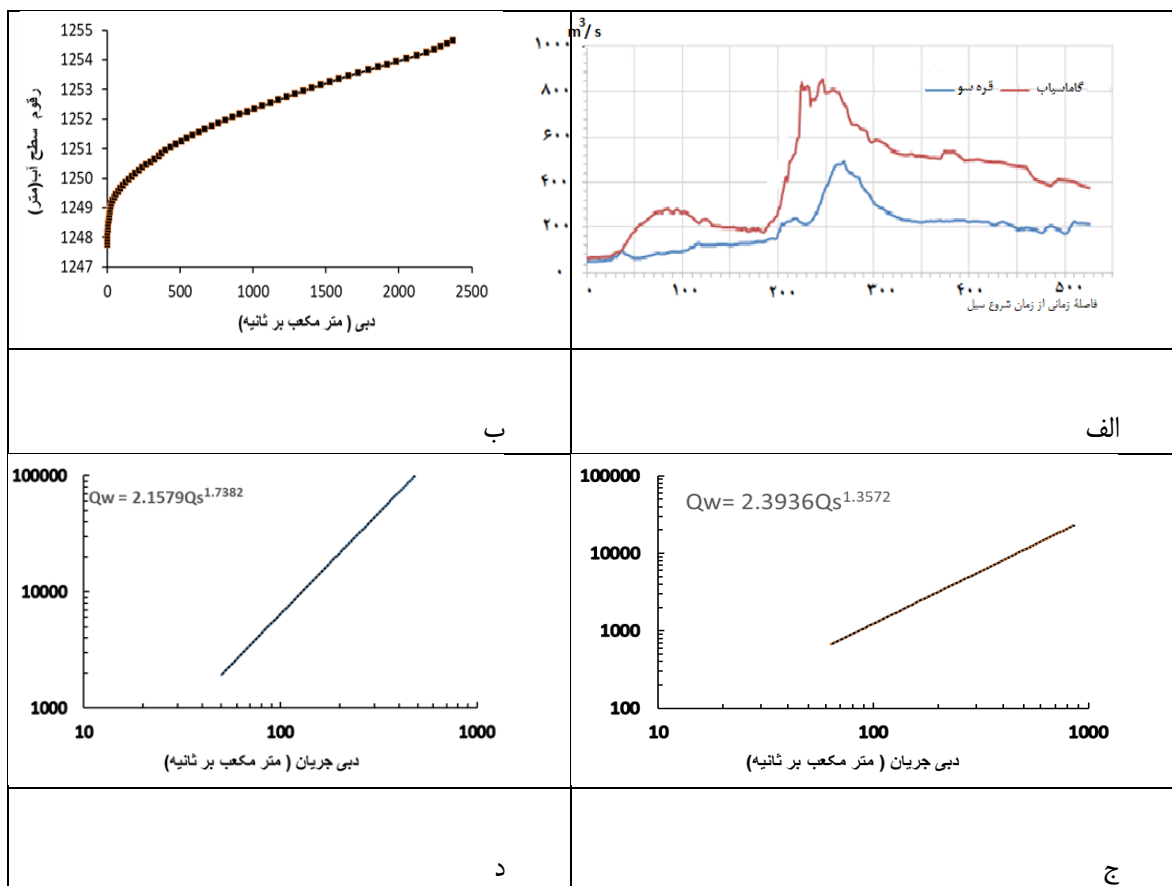 m³/s
۱۰۰۰
۸۰۰
۶۰۰
۴۰۰
۲۰۰
۰
گاماسیاب
قره سو
۰ ۱۰۰ ۲۰۰ ۳۰۰ ۴۰۰ ۵۰۰
فاصلهٔ زمانی از زمان شروع سیل
1255
1254
1253
1252
1251
1250
1249
1248
1247
رقوم سطح آب(متر)
0 500 1000 1500 2000 2500
دبی ( متر مکعب بر ثانیه)
الف
ب
100000
10000
1000
100
Qw= 2.3936Qs^1.3572
10 100 1000
دبی جریان ( متر مکعب بر ثانیه)
100000
10000
1000
Qw = 2.1579Qs^1.7382
10 100 1000
دبی جریان ( متر مکعب بر ثانیه)
ج
د